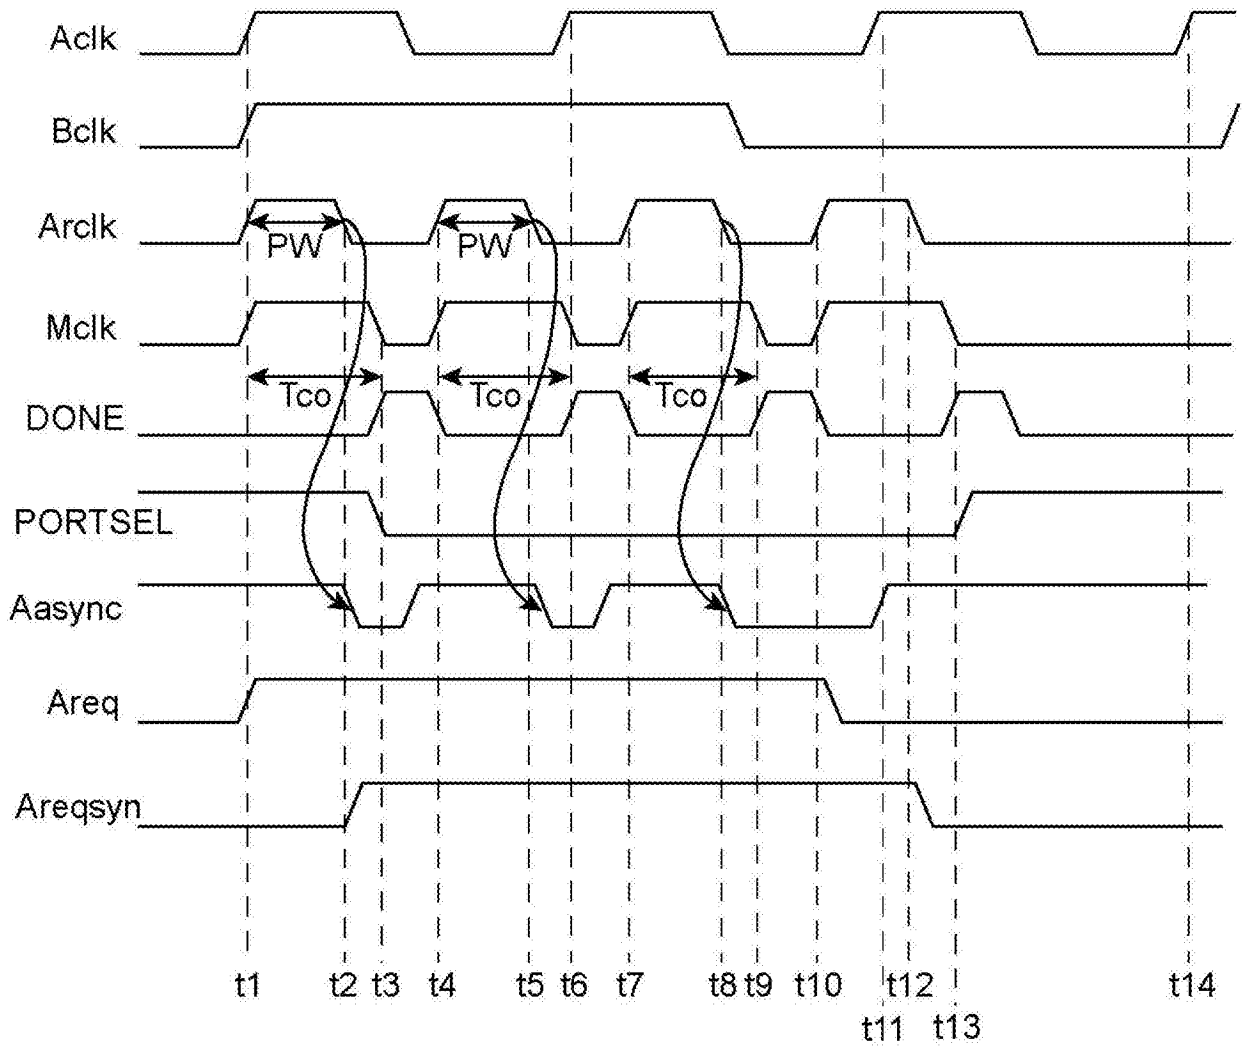 Aclk
Bclk
Arclk
PW
PW
Mclk
Tco
Tco
Tco
DONE
PORTSEL
Aasync
Areq
Areqsyn
t1 t2 t3 t4 t5 t6 t7 t8 t9 t10 t12 t14
t11 t13